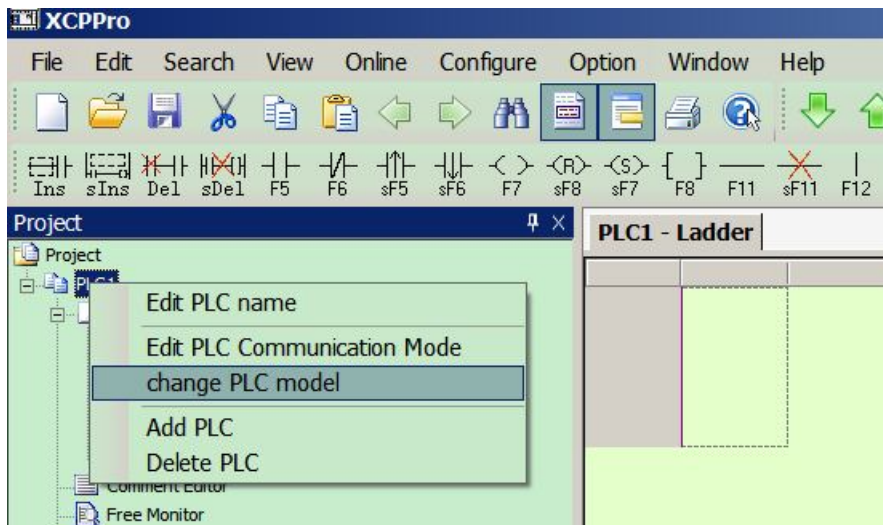 XCPPro
File Edit Search View Online Configure Option Window Help
Ins sIns Del sDel F5 F6 sF5 sF6 F7 sF8 sF7 F8 F11 sF11 F12
Project
PLC1 - Ladder
Project
PLC1
Edit PLC name
Edit PLC Communication Mode
change PLC model
Add PLC
Delete PLC
Comment Editor
Free Monitor